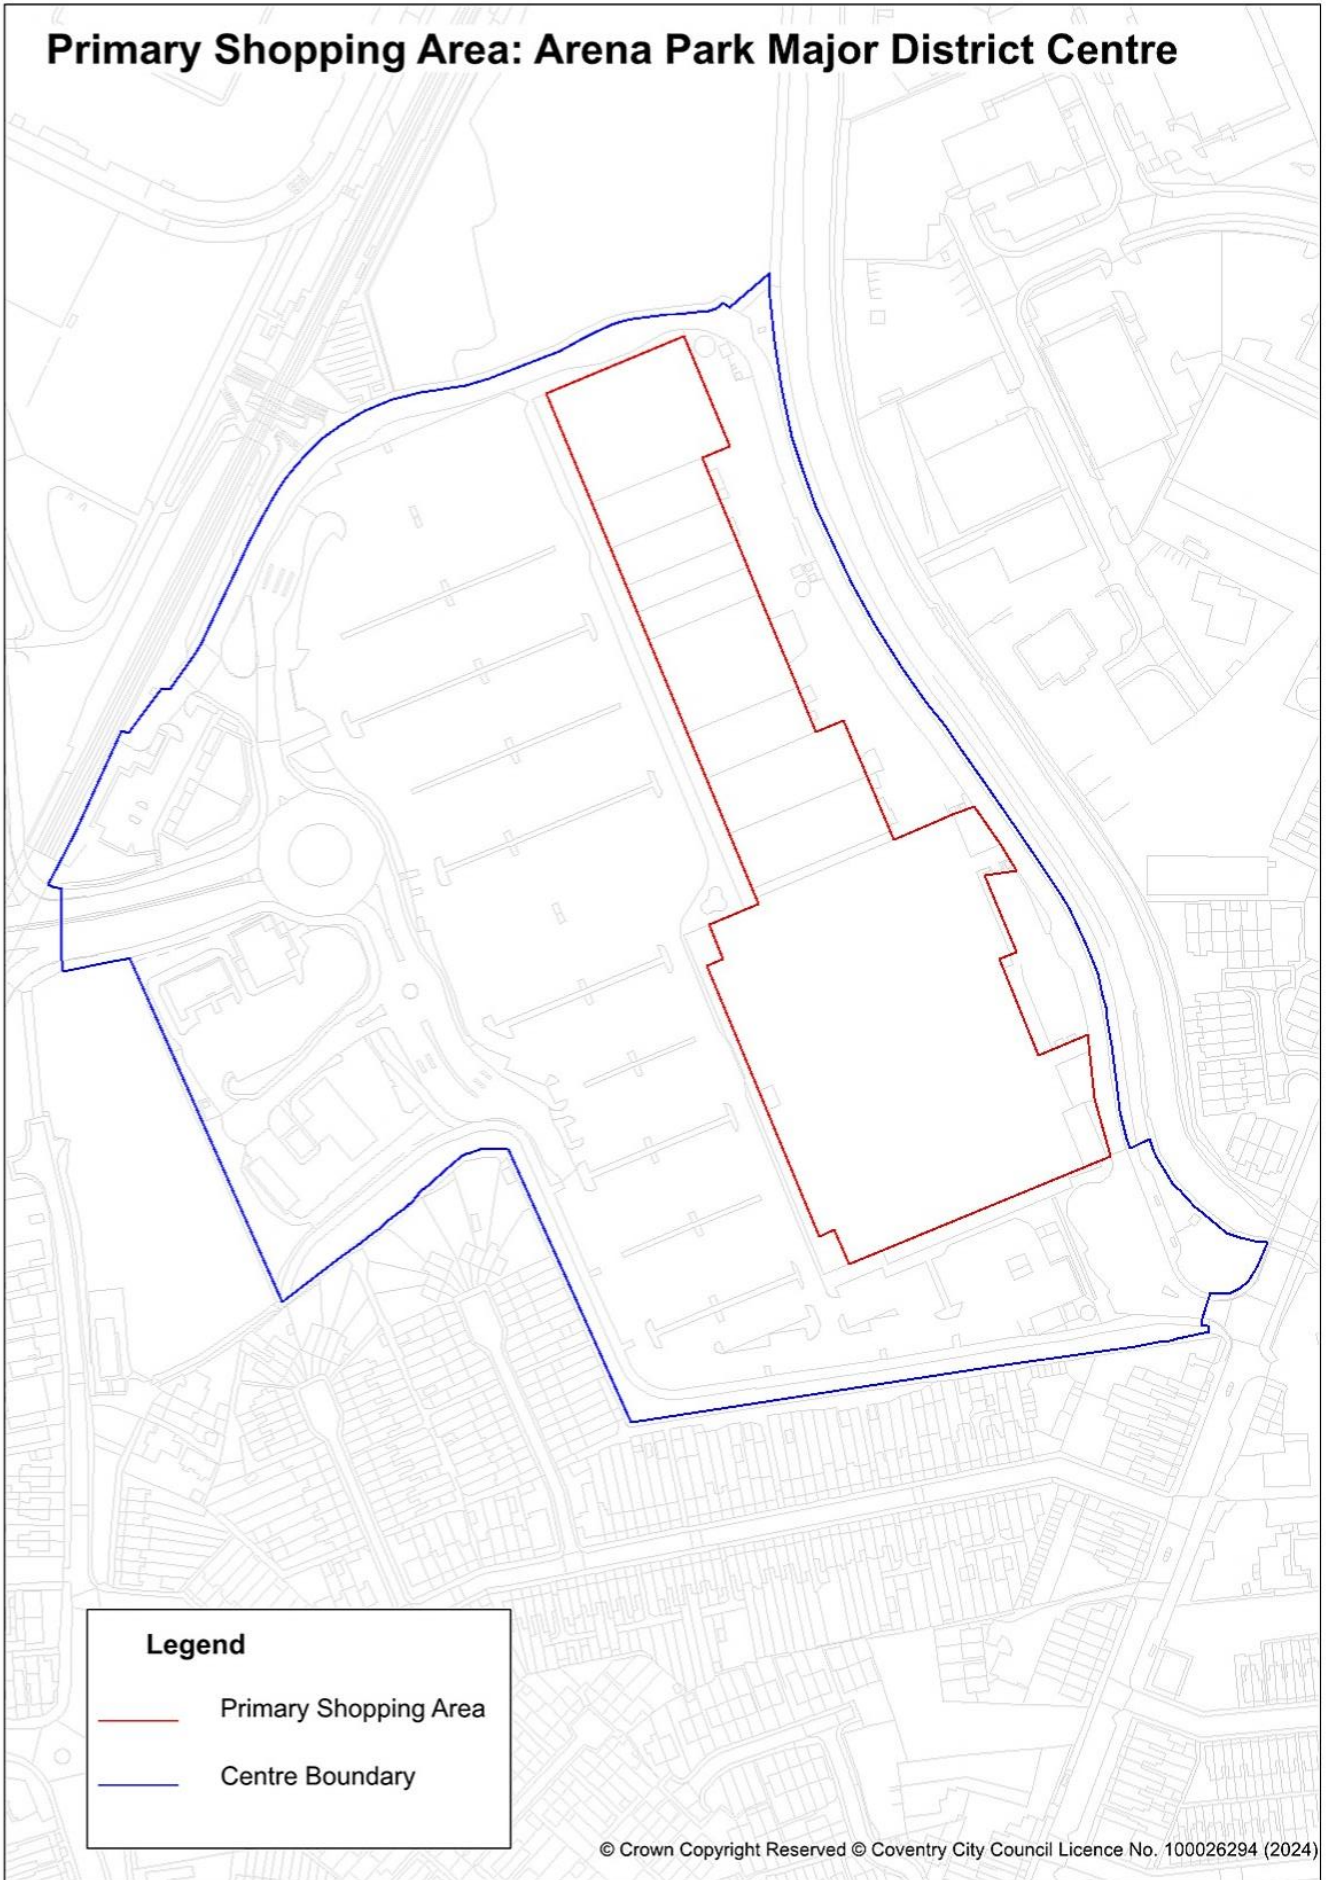 Primary Shopping Area: Arena Park Major District Centre
Legend
Primary Shopping Area
Centre Boundary
© Crown Copyright Reserved © Coventry City Council Licence No. 100026294 (2024)